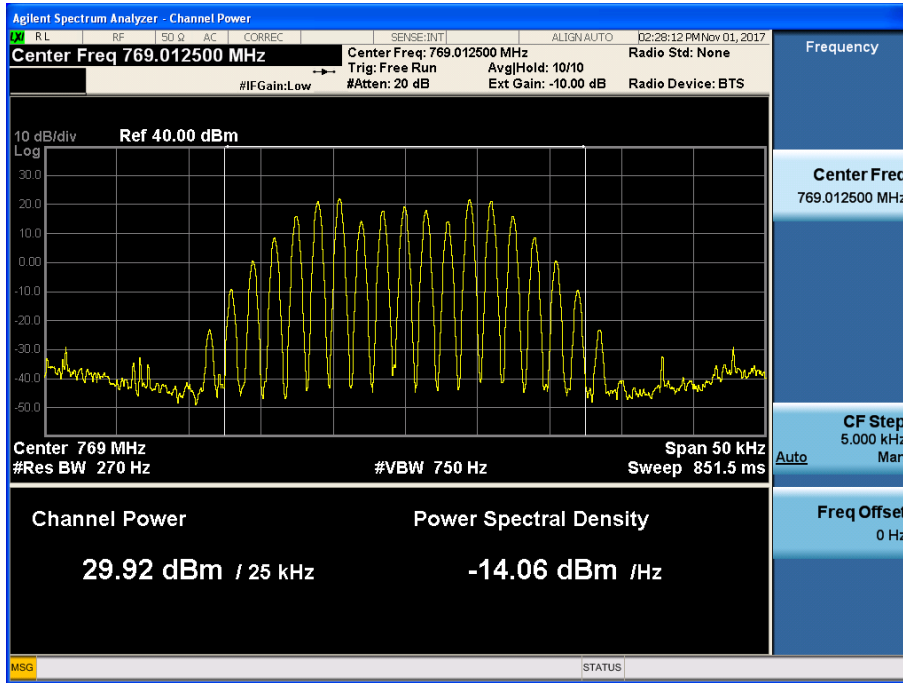 Agilent Spectrum Analyzer - Channel Power
LXI RL RF 50 Ω AC CORREC SENSE:INT ALIGN AUTO 02:28:12 PM Nov 01, 2017
Center Freq 769.012500 MHz
Center Freq: 769.012500 MHz Radio Std: None
Trig: Free Run Avg|Hold: 10/10
#IFGain:Low #Atten: 20 dB Ext Gain: -10.00 dB Radio Device: BTS
Frequency
10 dB/div Ref 40.00 dBm
Log
30.0
20.0
10.0
0.00
-10.0
-20.0
-30.0
-40.0
-50.0
Center 769 MHz Span 50 kHz
#Res BW 270 Hz #VBW 750 Hz Sweep 851.5 ms
Channel Power Power Spectral Density
29.92 dBm / 25 kHz -14.06 dBm /Hz
Center Freq
769.012500 MHz
CF Step
5.000 kHz
Auto Man
Freq Offset
0 Hz
MSG STATUS